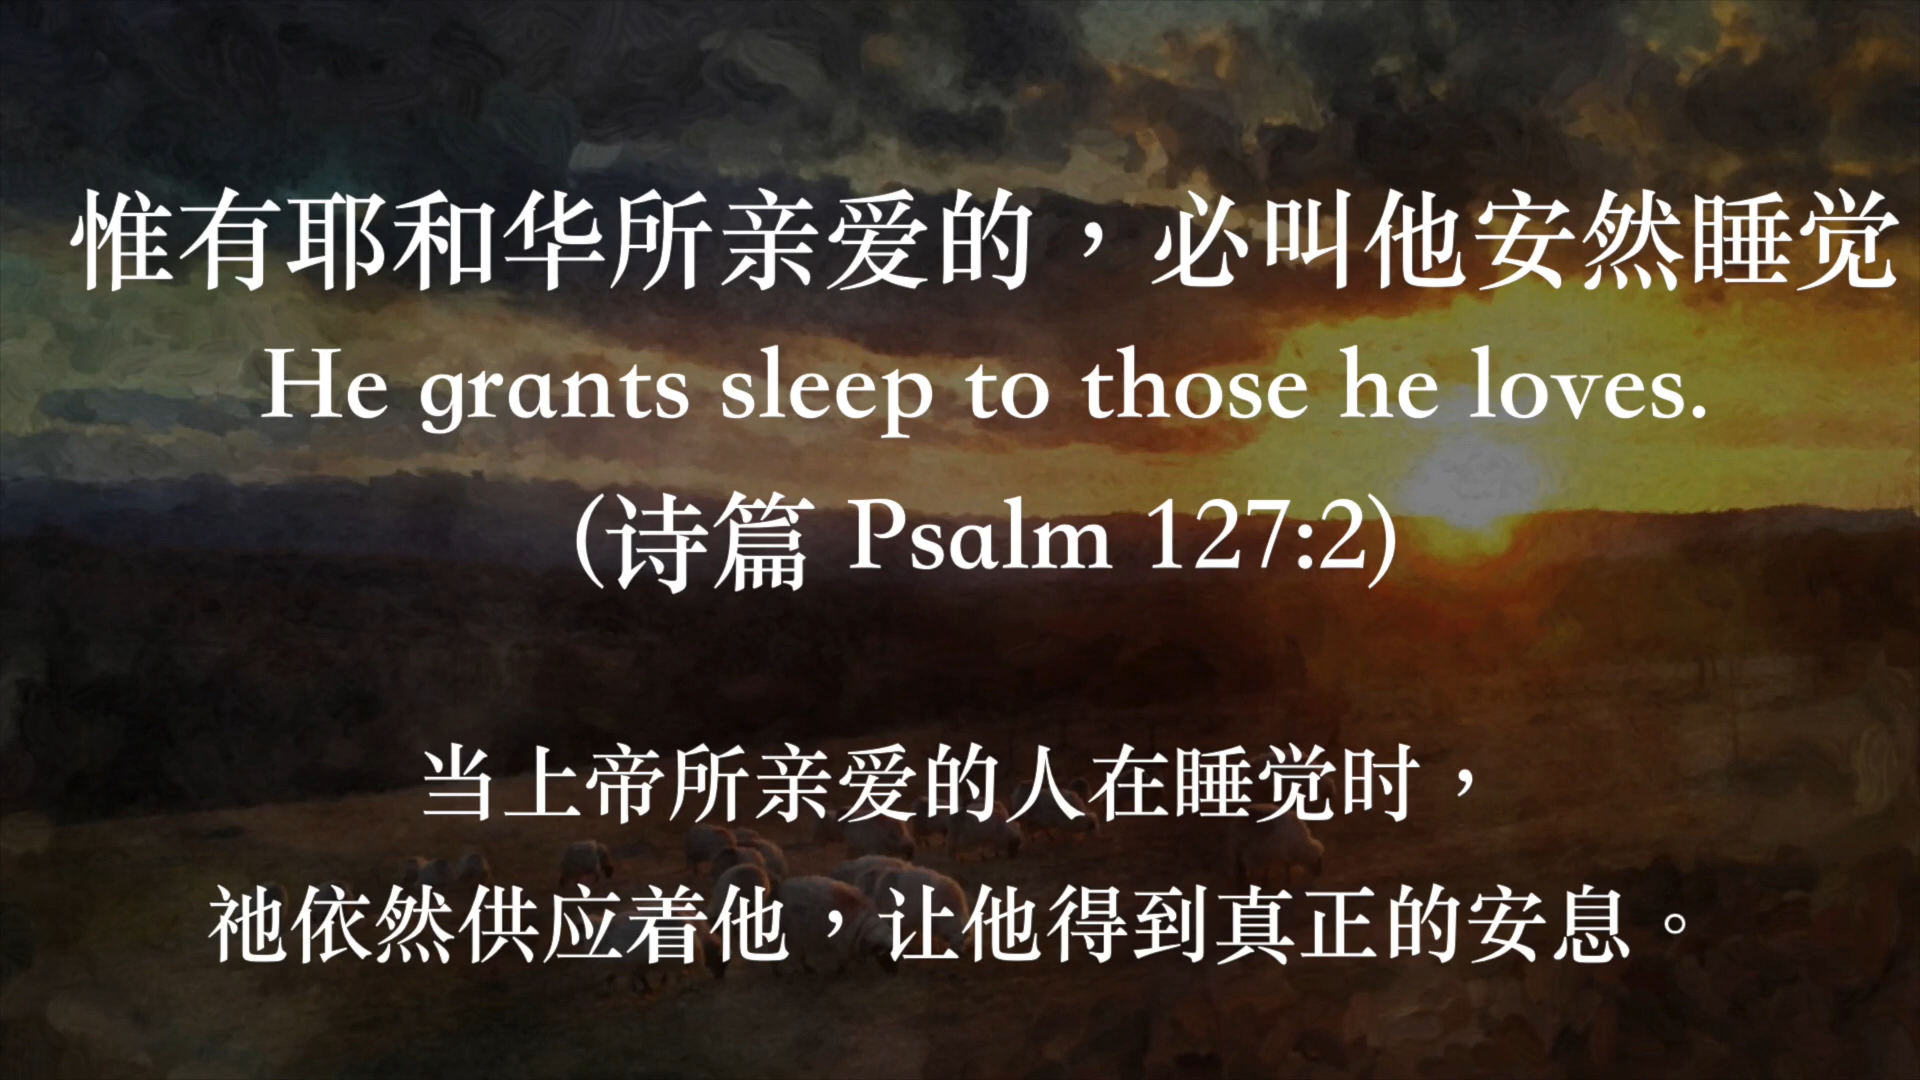 惟有耶和华所亲爱的，必叫他安然睡觉
He grants sleep to those he loves.
(诗篇 Psalm 127:2)
当上帝所亲爱的人在睡觉时，
祂依然供应着他，让他得到真正的安息。